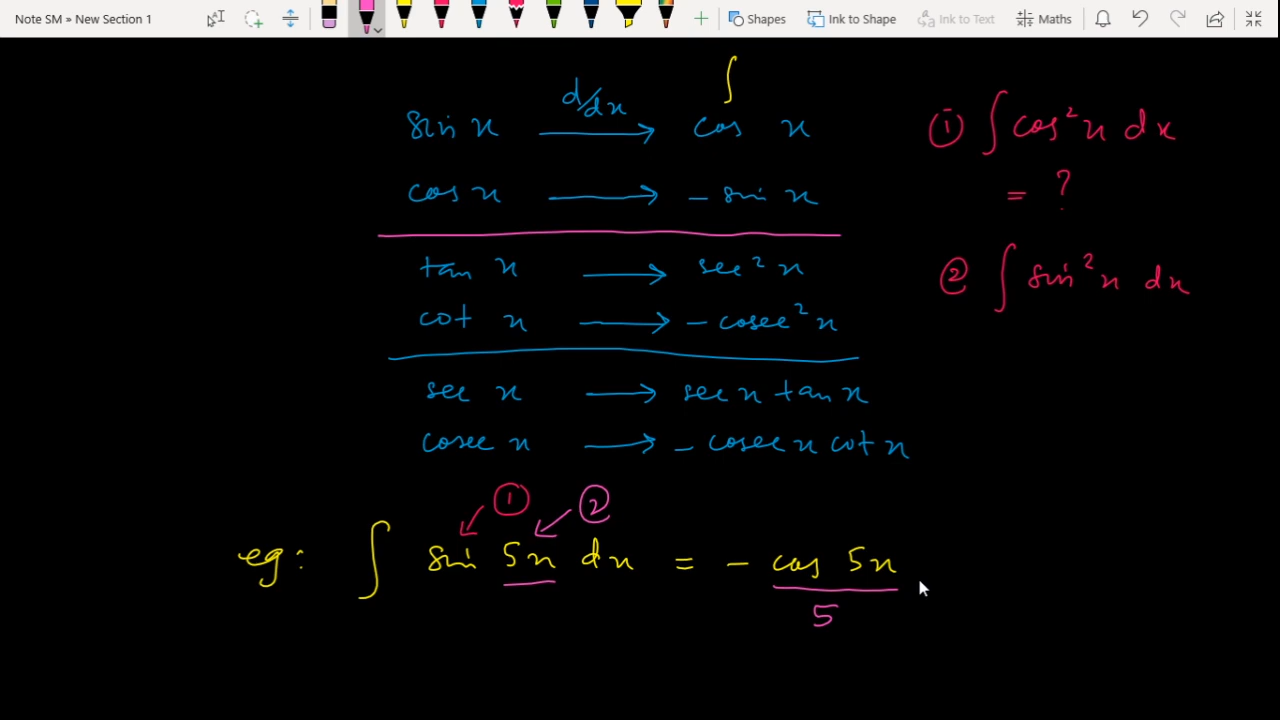 Note SM » New Section 1
Shapes
Ink to Shape
Ink to Text
Maths
∫
sin x d/dx → cos x
cos x → - sin x
tan x → sec² x
cot x → - cosec² x
sec x → sec x tan x
cosec x → - cosec x cot x
① ∫ cos² x dx
= ?
② ∫ sin² x dx
① ②
eg: ∫ sin 5x dx = - cos 5x
5